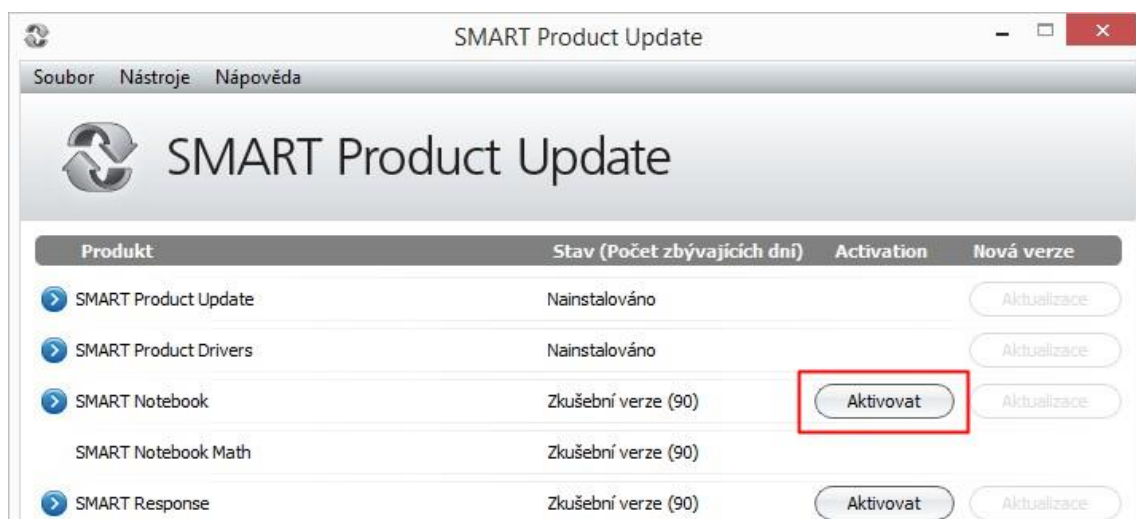 SMART Product Update
Soubor Nástroje Nápověda
SMART Product Update
Produkt Stav (Počet zbývajících dní) Activation Nová verze
SMART Product Update Nainstalováno Aktualizace
SMART Product Drivers Nainstalováno Aktualizace
SMART Notebook Zkušební verze (90) Aktivovat Aktualizace
SMART Notebook Math Zkušební verze (90)
SMART Response Zkušební verze (90) Aktivovat Aktualizace